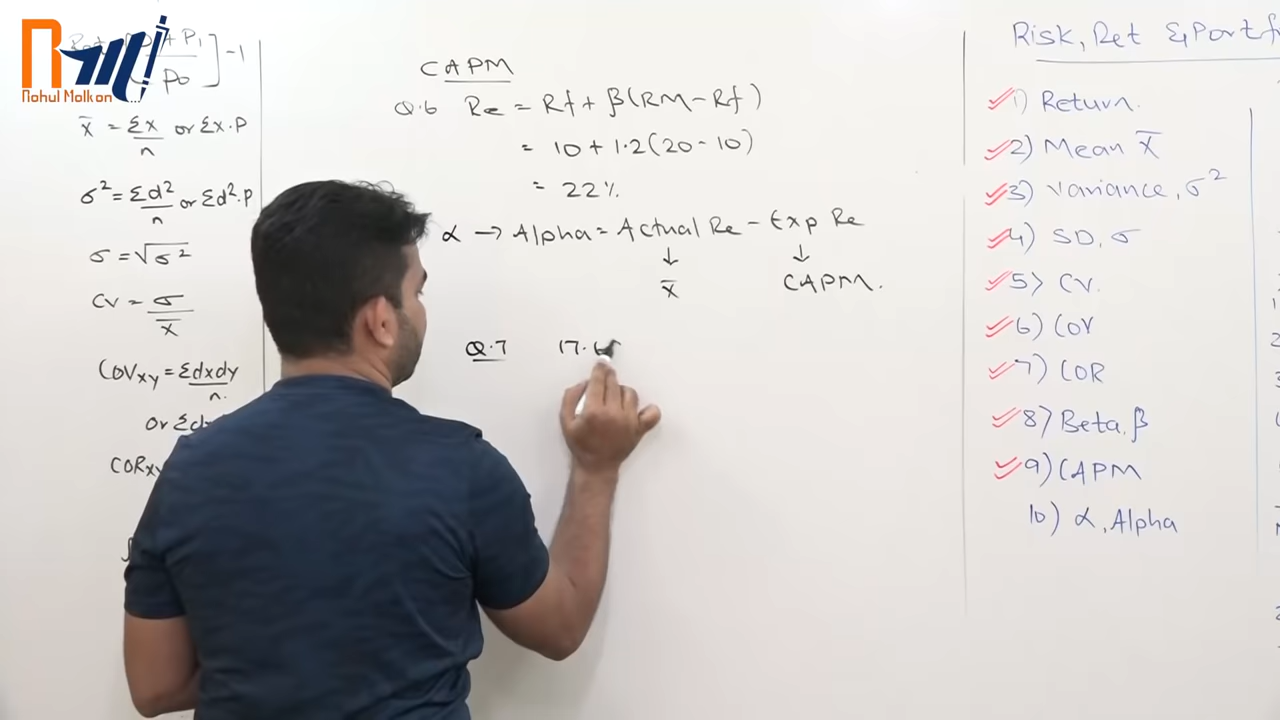 Rahul Malkan
P1
] -1
P0
x̄ = Σx/n or Σx.P
σ² = Σd²/n or Σd².P
σ = √σ²
CV = σ/x̄
COVxy = Σdxdy/n.
or
CORxy
CAPM
Q.6 Re = Rf + β(RM - Rf)
= 10 + 1.2(20 - 10)
= 22%
α → Alpha = Actual Re - Exp Re
↓ ↓
x̄ CAPM.
Q.7 17.
Risk, Ret &
1) Return.
2) Mean x̄
3) Variance, σ²
4) SD, σ
5) CV.
6) COV
7) COR
8) Beta, β
9) CAPM
10) α, Alpha